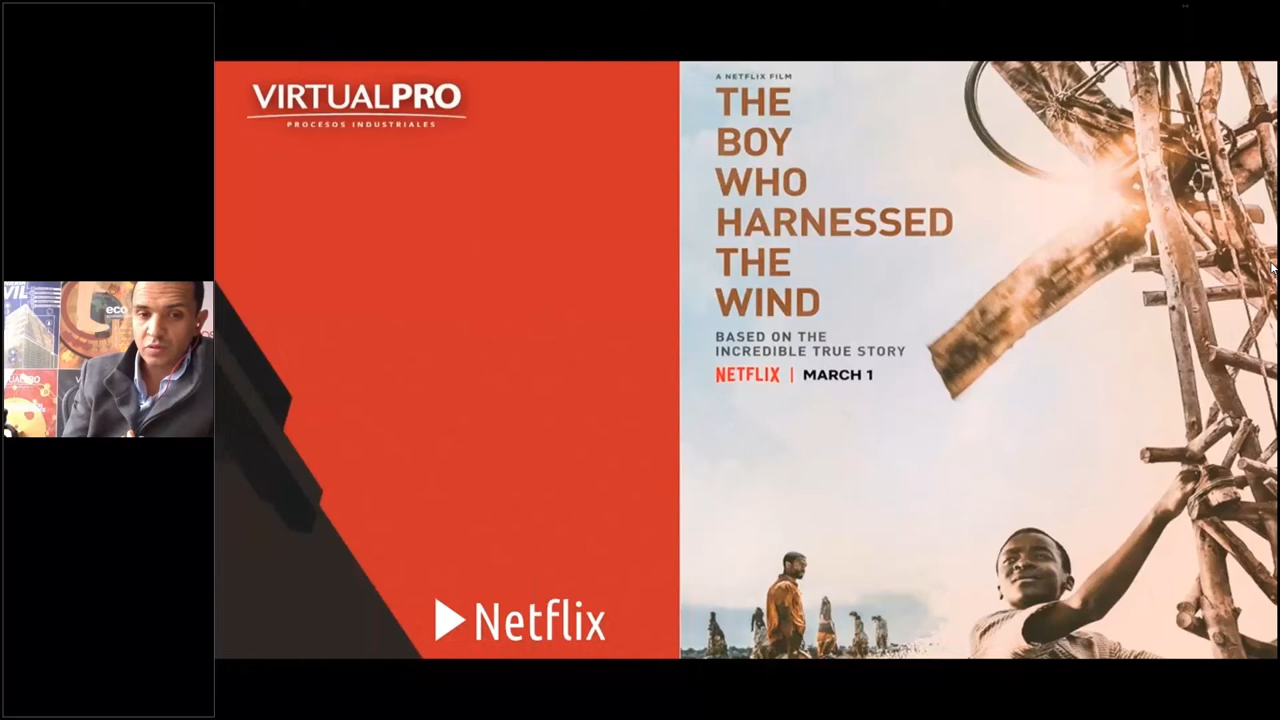 VIRTUALPRO
PROCESOS INDUSTRIALES
Netflix
A NETFLIX FILM
THE
BOY
WHO
HARNESSED
THE
WIND
BASED ON THE
INCREDIBLE TRUE STORY
NETFLIX | MARCH 1
eco